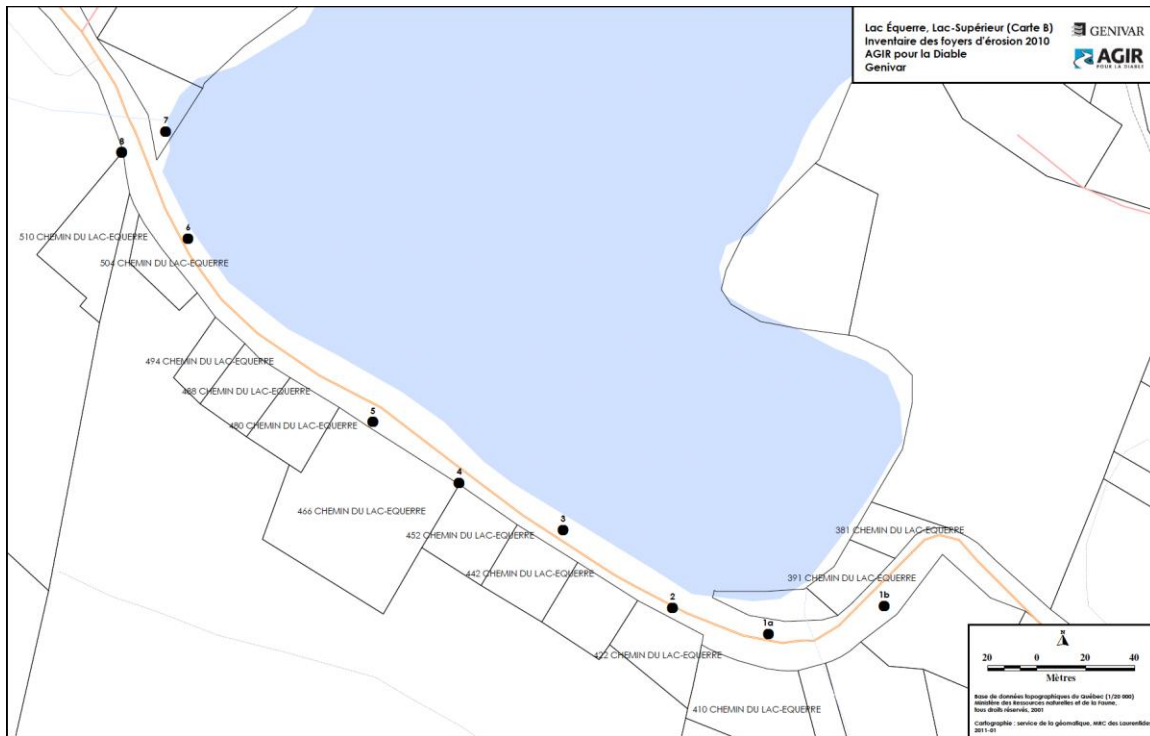 Lac Équerre, Lac-Supérieur (Carte B)
Inventaire des foyers d'érosion 2010
AGIR pour la Diable
Genivar
GENIVAR
AGIR
POUR LA DIABLE
7
8
6
510 CHEMIN DU LAC-EQUERRE
504 CHEMIN DU LAC-EQUERRE
494 CHEMIN DU LAC-EQUERRE
488 CHEMIN DU LAC-EQUERRE
5
480 CHEMIN DU LAC-EQUERRE
4
466 CHEMIN DU LAC-EQUERRE
3
452 CHEMIN DU LAC-EQUERRE
381 CHEMIN DU LAC-EQUERRE
442 CHEMIN DU LAC-EQUERRE
391 CHEMIN DU LAC-EQUERRE
2
1b
1a
422 CHEMIN DU LAC-EQUERRE
410 CHEMIN DU LAC-EQUERRE
N
20 0 20 40
Mètres
Base de données topographiques du Québec (1/20 000)
Ministère des Ressources naturelles et de la Faune,
tous droits réservés, 2001
Cartographie : service de la géomatique, MRC des Laurentides
2011-01